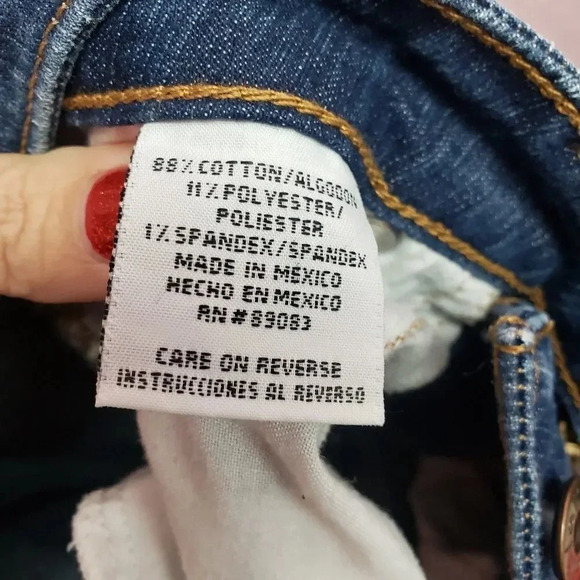 88% COTTON/ALGODON
11% POLYESTER/
POLIESTER
1% SPANDEX/SPANDEX
MADE IN MEXICO
HECHO EN MEXICO
RN# 89083
CARE ON REVERSE
INSTRUCCIONES AL REVERSO